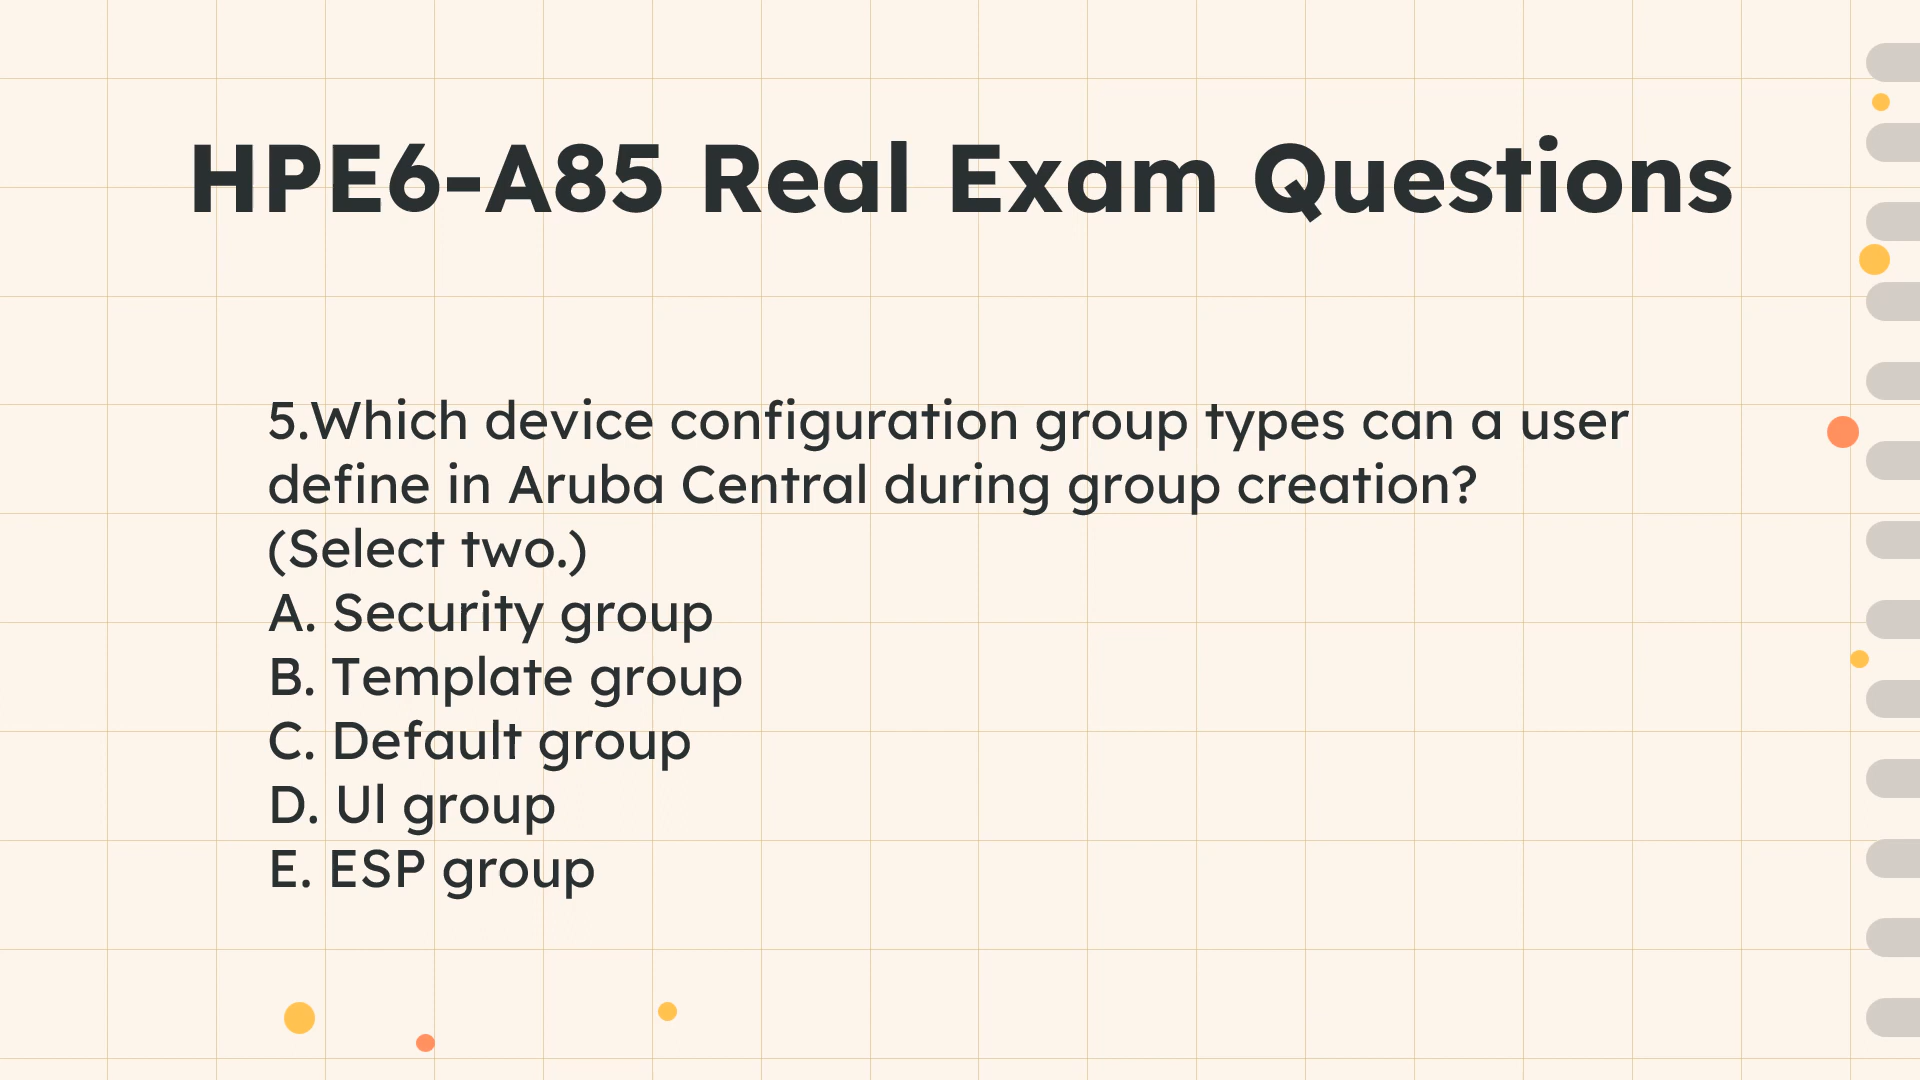 HPE6-A85 Real Exam Questions
5.Which device configuration group types can a user
define in Aruba Central during group creation?
(Select two.)
A. Security group
B. Template group
C. Default group
D. Ul group
E. ESP group